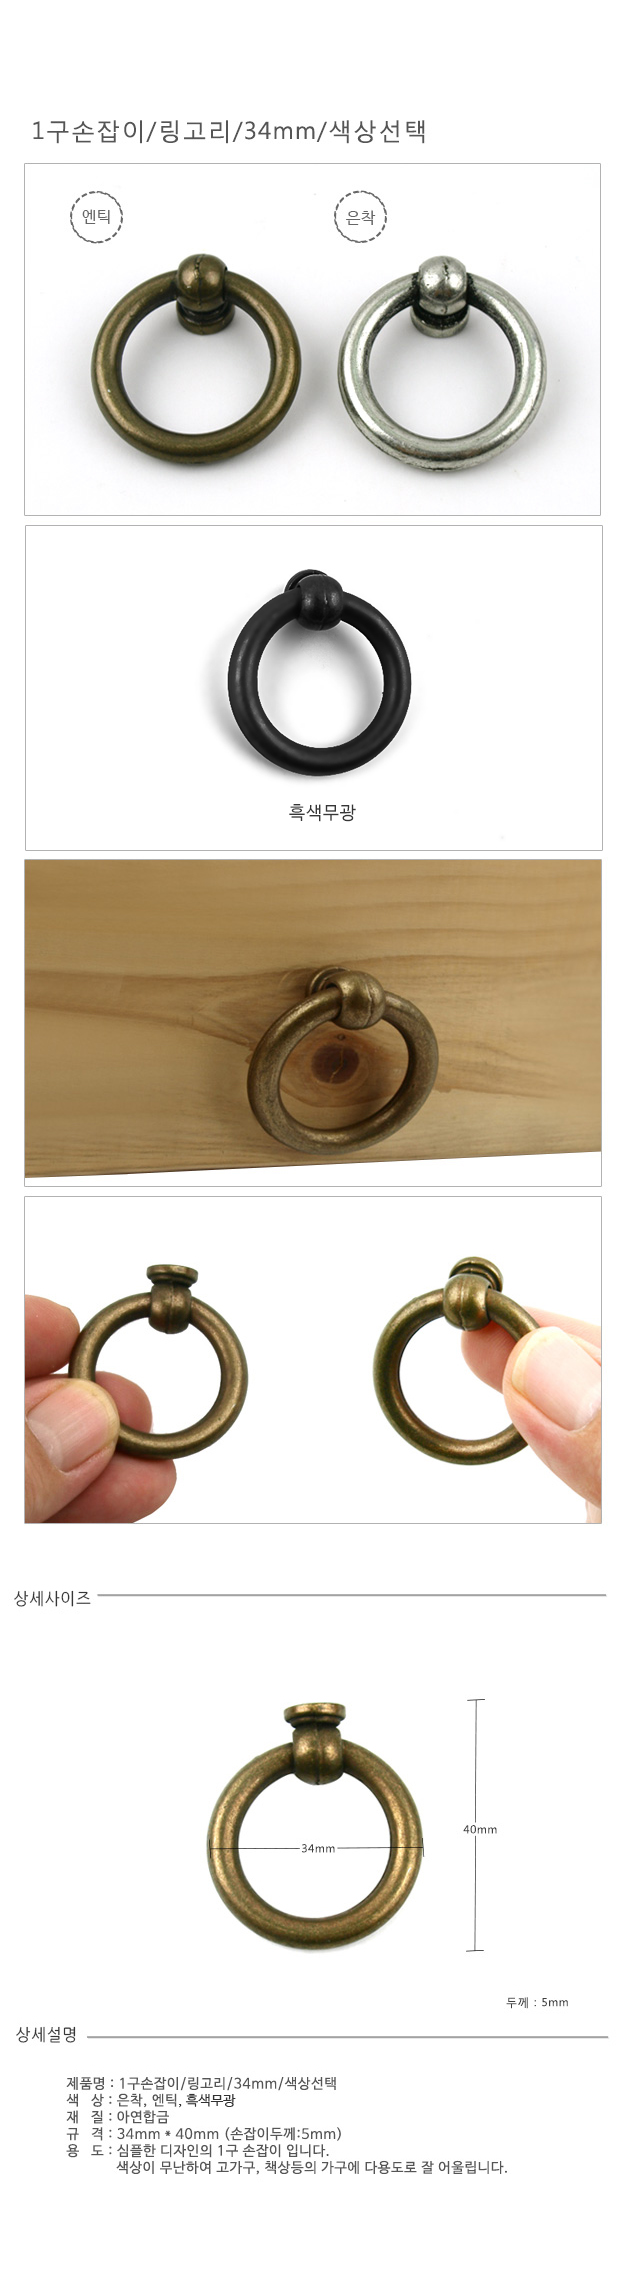 1구손잡이/링고리/34mm/색상선택
엔틱
은착
흑색무광
상세사이즈
34mm
40mm
두께 : 5mm
상세설명
제품명 : 1구손잡이/링고리/34mm/색상선택
색 상 : 은착, 엔틱, 흑색무광
재 질 : 아연합금
규 격 : 34mm * 40mm (손잡이두께:5mm)
용 도 : 심플한 디자인의 1구 손잡이 입니다.
색상이 무난하여 고가구, 책상등의 가구에 다용도로 잘 어울립니다.